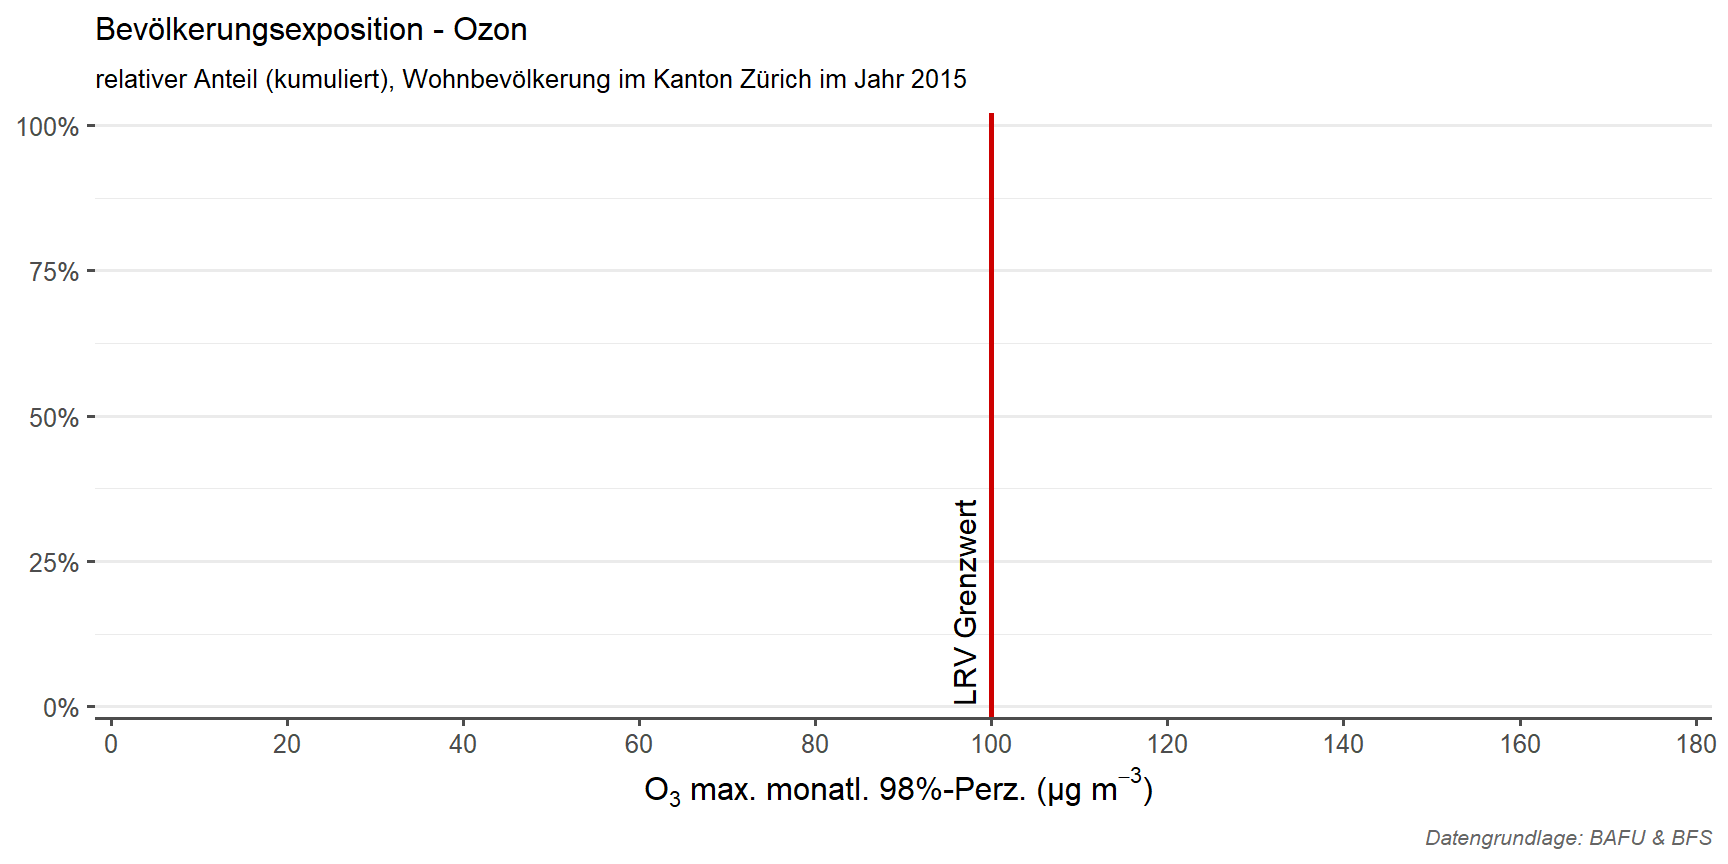 Bevölkerungsexposition - Ozon
relativer Anteil (kumuliert), Wohnbevölkerung im Kanton Zürich im Jahr 2015
100%
75%
50%
25%
0%
LRV Grenzwert
0 20 40 60 80 100 120 140 160 180
O₃ max. monatl. 98%-Perz. (µg m⁻³)
Datengrundlage: BAFU & BFS